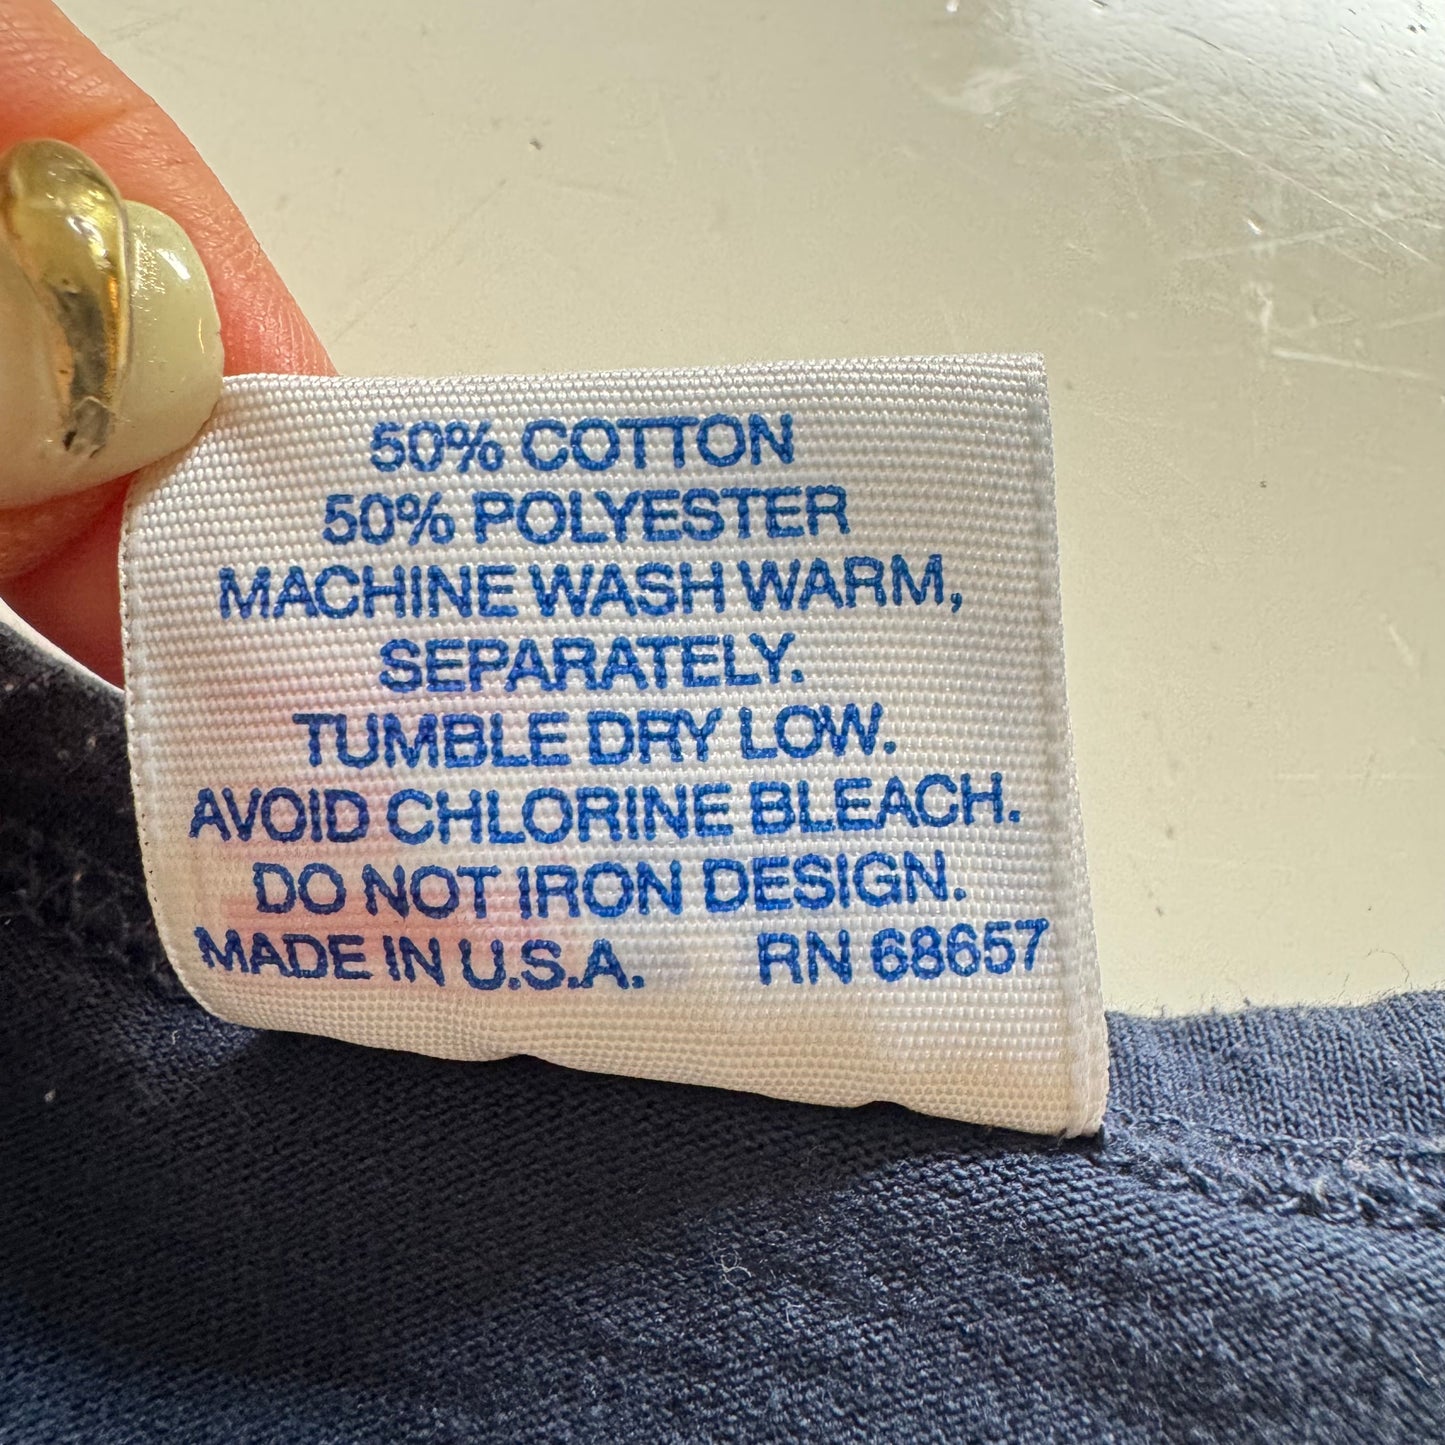 50% COTTON
50% POLYESTER
MACHINE WASH WARM,
SEPARATELY.
TUMBLE DRY LOW.
AVOID CHLORINE BLEACH.
DO NOT IRON DESIGN.
MADE IN U.S.A. RN 68657